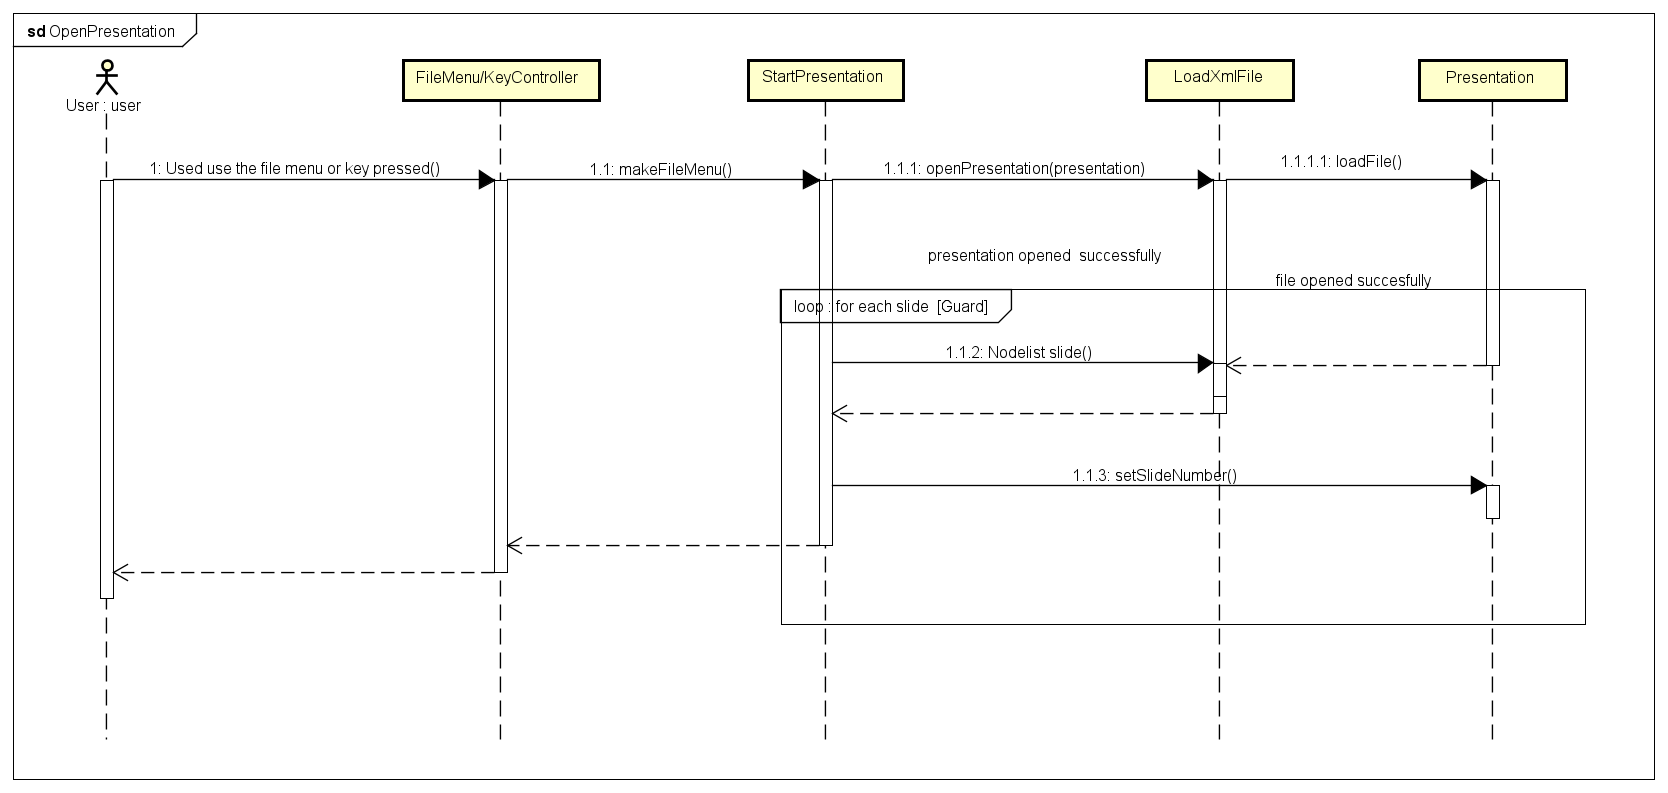 sd OpenPresentation
User : user
FileMenu/KeyController
StartPresentation
LoadXmlFile
Presentation
1: Used use the file menu or key pressed()
1.1: makeFileMenu()
1.1.1: openPresentation(presentation)
1.1.1.1: loadFile()
presentation opened  successfully
file opened succesfully
loop : for each slide  [Guard]
1.1.2: Nodelist slide()
1.1.3: setSlideNumber()